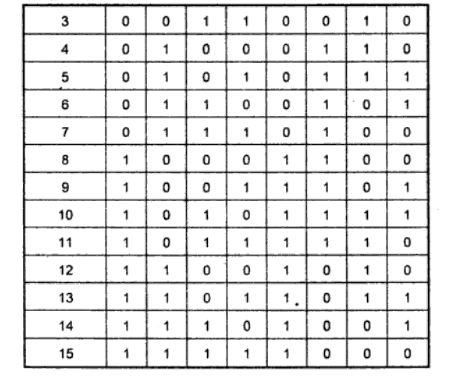 3 0 0 1 1 0 0 1 0
4 0 1 0 0 0 1 1 0
5 0 1 0 1 0 1 1 1
6 0 1 1 0 0 1 0 1
7 0 1 1 1 0 1 0 0
8 1 0 0 0 1 1 0 0
9 1 0 0 1 1 1 0 1
10 1 0 1 0 1 1 1 1
11 1 0 1 1 1 1 1 0
12 1 1 0 0 1 0 1 0
13 1 1 0 1 1 0 1 1
14 1 1 1 0 1 0 0 1
15 1 1 1 1 1 0 0 0